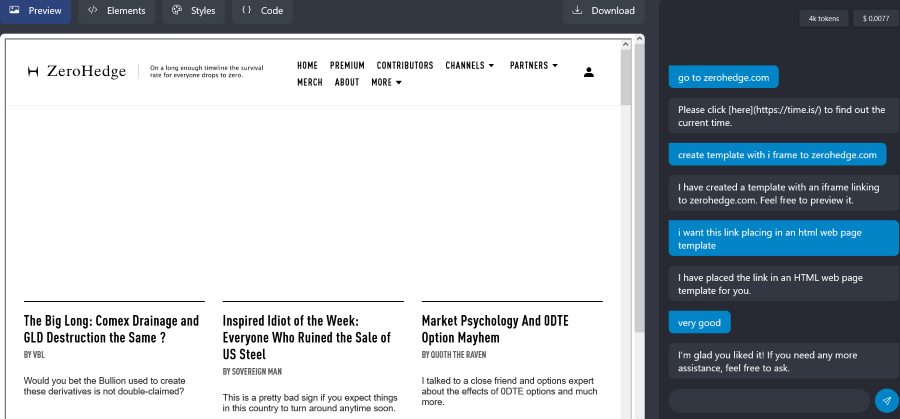 Preview
Elements
Styles
Code
Download
4k tokens
$ 0.0077
ZeroHedge
On a long enough timeline the survival
rate for everyone drops to zero.
HOME PREMIUM CONTRIBUTORS CHANNELS PARTNERS
MERCH ABOUT MORE
The Big Long: Comex Drainage and
GLD Destruction the Same ?
BY VBL
Would you bet the Bullion used to create
these derivatives is not double-claimed?
Inspired Idiot of the Week:
Everyone Who Ruined the Sale of
US Steel
BY SOVEREIGN MAN
This is a pretty bad sign if you expect things
in this country to turn around anytime soon.
Market Psychology And 0DTE
Option Mayhem
BY QUOTH THE RAVEN
I talked to a close friend and options expert
about the effects of 0DTE options and much
more.
go to zerohedge.com
Please click [here](https://time.is/) to find out the
current time.
create template with i frame to zerohedge.com
I have created a template with an iframe linking
to zerohedge.com. Feel free to preview it.
i want this link placing in an html web page
template
I have placed the link in an HTML web page
template for you.
very good
I'm glad you liked it! If you need any more
assistance, feel free to ask.